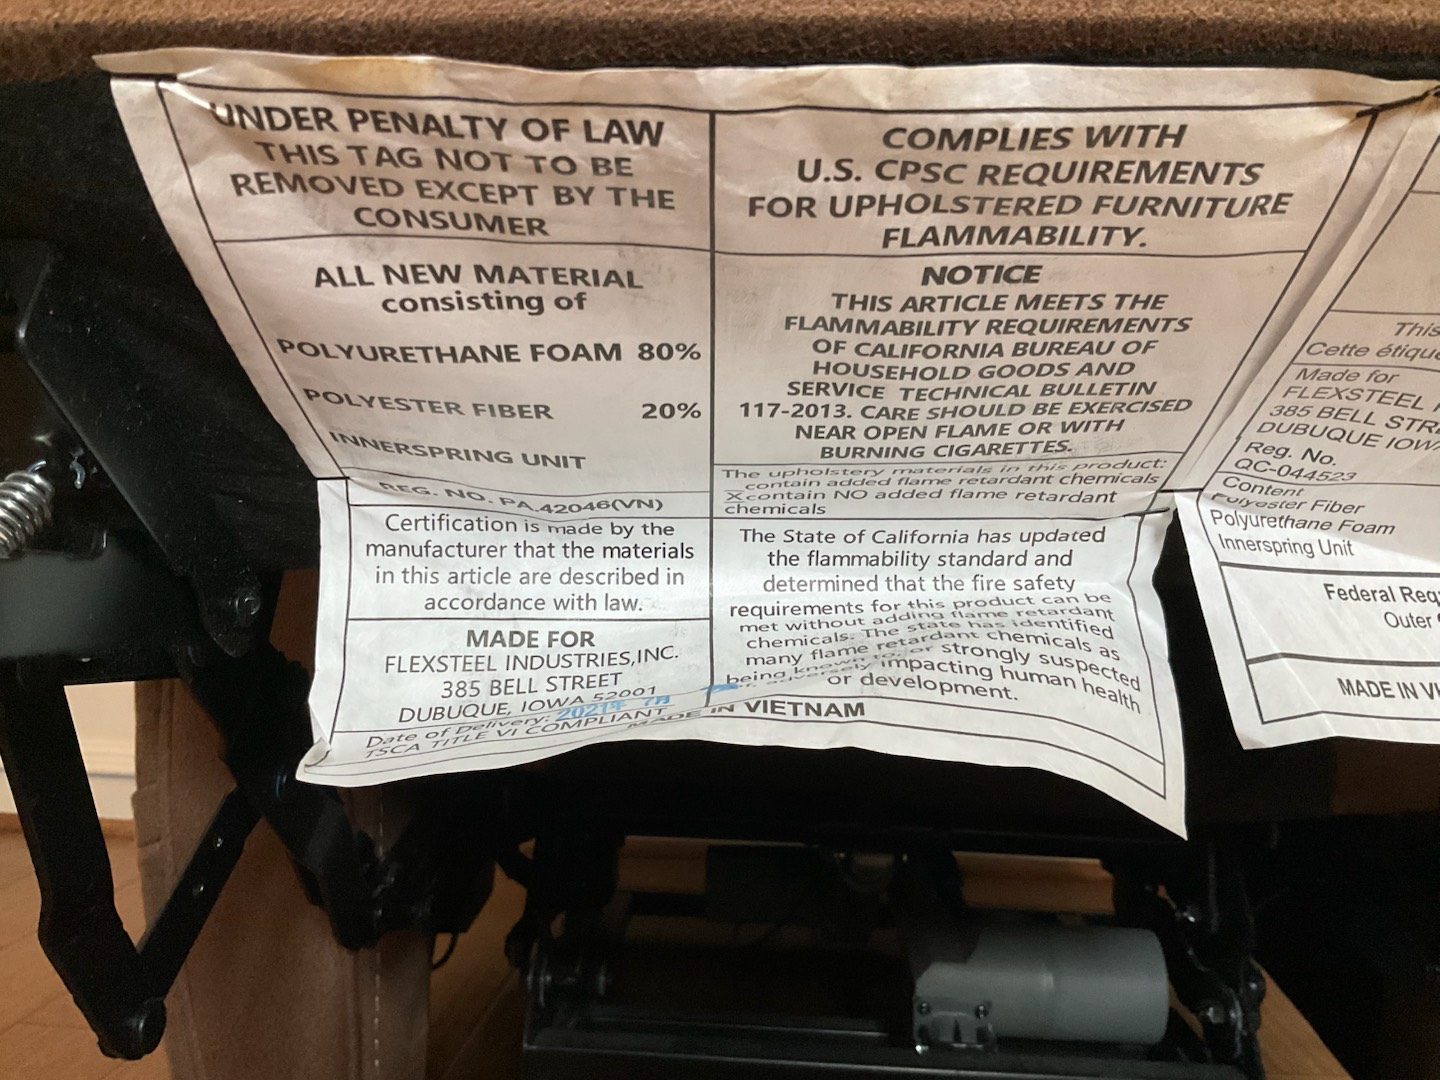 UNDER PENALTY OF LAW
THIS TAG NOT TO BE
REMOVED EXCEPT BY THE
CONSUMER
ALL NEW MATERIAL
consisting of
POLYURETHANE FOAM 80%
POLYESTER FIBER 20%
INNERSPRING UNIT
REG. NO. PA.42046(VN)
Certification is made by the
manufacturer that the materials
in this article are described in
accordance with law.
MADE FOR
FLEXSTEEL INDUSTRIES,INC.
385 BELL STREET
DUBUQUE, IOWA 52001
Date of Delivery:
TSCA TITLE VI COMPLIANT
MADE IN VIETNAM
COMPLIES WITH
U.S. CPSC REQUIREMENTS
FOR UPHOLSTERED FURNITURE
FLAMMABILITY.
NOTICE
THIS ARTICLE MEETS THE
FLAMMABILITY REQUIREMENTS
OF CALIFORNIA BUREAU OF
HOUSEHOLD GOODS AND
SERVICE TECHNICAL BULLETIN
117-2013. CARE SHOULD BE EXERCISED
NEAR OPEN FLAME OR WITH
BURNING CIGARETTES.
The upholstery materials in this product:
contain added flame retardant chemicals
X contain NO added flame retardant
chemicals
The State of California has updated
the flammability standard and
determined that the fire safety
requirements for this product can be
met without adding flame retardant
chemicals. The state has identified
many flame retardant chemicals as
being known to, or strongly suspected
of, adversely impacting human health
or development.
This
Cette étique
Made for
FLEXSTEEL
385 BELL STR
DUBUQUE IOW
Reg. No.
QC-044523
Content
Polyester Fiber
Polyurethane Foam
Innerspring Unit
Federal Req
Outer
MADE IN VI